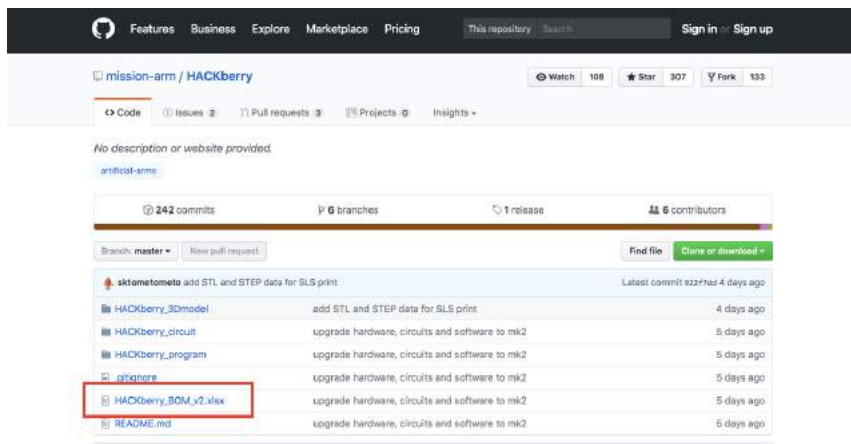 Features Business Explore Marketplace Pricing This repository Search Sign in or Sign up
mission-arm / HACKberry Watch 108 Star 307 Fork 133
Code Issues 2 Pull requests 3 Projects 0 Insights
No description or website provided.
artificial-arms
242 commits 6 branches 1 release 6 contributors
Branch: master New pull request Find file Clone or download
sktometometo add STL and STEP data for SLS print Latest commit 4 days ago
HACKberry_3Dmodel add STL and STEP data for SLS print 4 days ago
HACKberry_circuit upgrade hardware, circuits and software to mk2 5 days ago
HACKberry_program upgrade hardware, circuits and software to mk2 5 days ago
.gitignore upgrade hardware, circuits and software to mk2 5 days ago
HACKberry_BOM_v2.xlsx upgrade hardware, circuits and software to mk2 5 days ago
README.md upgrade hardware, circuits and software to mk2 5 days ago